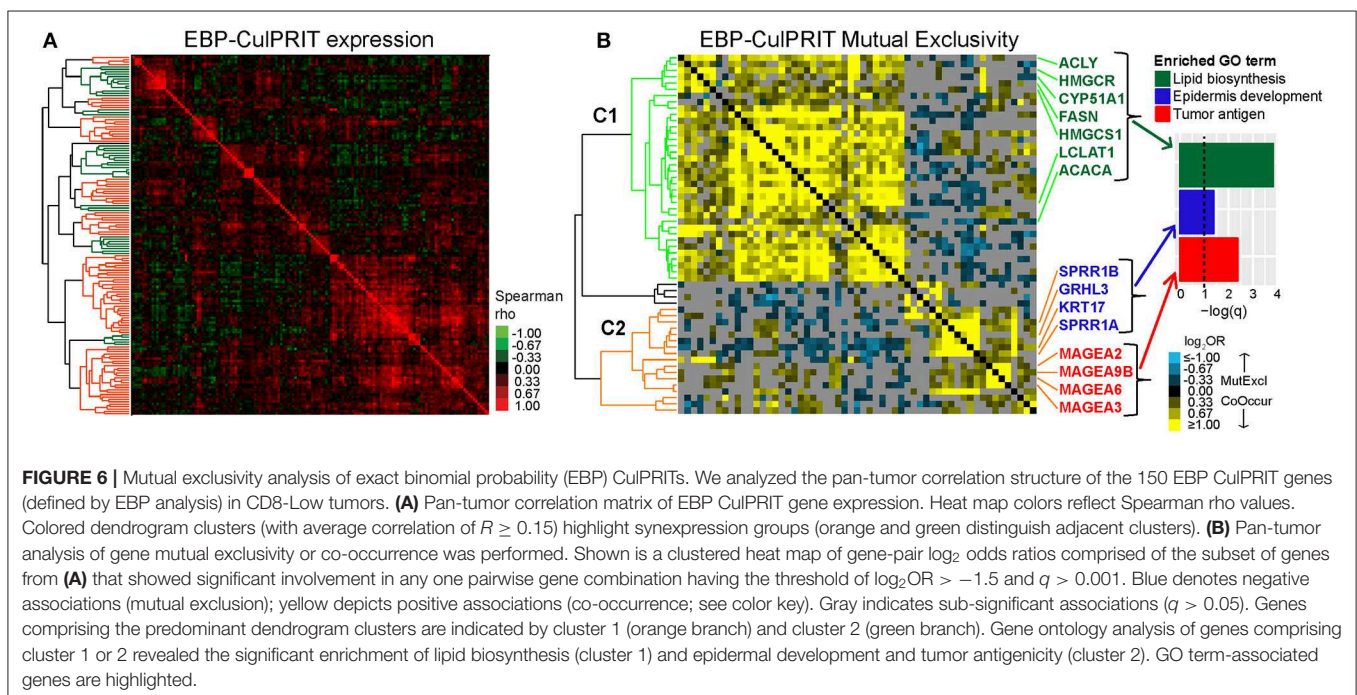 A
EBP-CulPRIT expression
Spearman
rho
-1.00
-0.67
-0.33
0.00
0.33
0.67
1.00
B
EBP-CulPRIT Mutual Exclusivity
C1
C2
ACLY
HMGCR
CYP51A1
FASN
HMGCS1
LCLAT1
ACACA
SPRR1B
GRHL3
KRT17
SPRR1A
MAGEA2
MAGEA9B
MAGEA6
MAGEA3
Enriched GO term
Lipid biosynthesis
Epidermis development
Tumor antigen
0 1 2 3 4
−log(q)
log₂OR
≤-1.00
-0.67
-0.33
0.00
0.33
0.67
≥1.00
MutExcl
CoOccur
FIGURE 6 | Mutual exclusivity analysis of exact binomial probability (EBP) CulPRITs. We analyzed the pan-tumor correlation structure of the 150 EBP CulPRIT genes
(defined by EBP analysis) in CD8-Low tumors. (A) Pan-tumor correlation matrix of EBP CulPRIT gene expression. Heat map colors reflect Spearman rho values.
Colored dendrogram clusters (with average correlation of R ≥ 0.15) highlight synexpression groups (orange and green distinguish adjacent clusters). (B) Pan-tumor
analysis of gene mutual exclusivity or co-occurrence was performed. Shown is a clustered heat map of gene-pair log₂ odds ratios comprised of the subset of genes
from (A) that showed significant involvement in any one pairwise gene combination having the threshold of log₂OR > −1.5 and q > 0.001. Blue denotes negative
associations (mutual exclusion); yellow depicts positive associations (co-occurrence; see color key). Gray indicates sub-significant associations (q > 0.05). Genes
comprising the predominant dendrogram clusters are indicated by cluster 1 (orange branch) and cluster 2 (green branch). Gene ontology analysis of genes comprising
cluster 1 or 2 revealed the significant enrichment of lipid biosynthesis (cluster 1) and epidermal development and tumor antigenicity (cluster 2). GO term-associated
genes are highlighted.